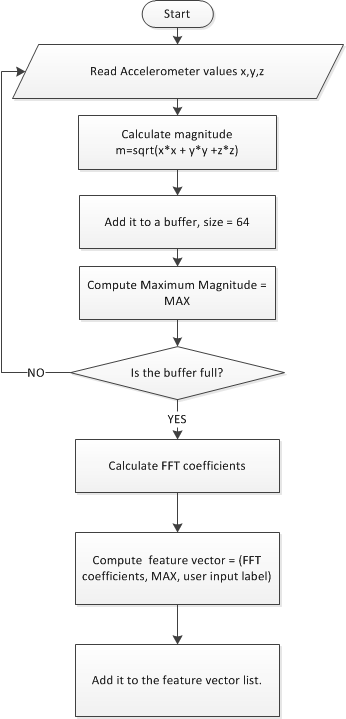 Start
Read Accelerometer values x,y,z
Calculate magnitude
m=sqrt(x*x + y*y +z*z)
Add it to a buffer, size = 64
Compute Maximum Magnitude =
MAX
Is the buffer full?
NO
YES
Calculate FFT coefficients
Compute feature vector = (FFT
coefficients, MAX, user input label)
Add it to the feature vector list.